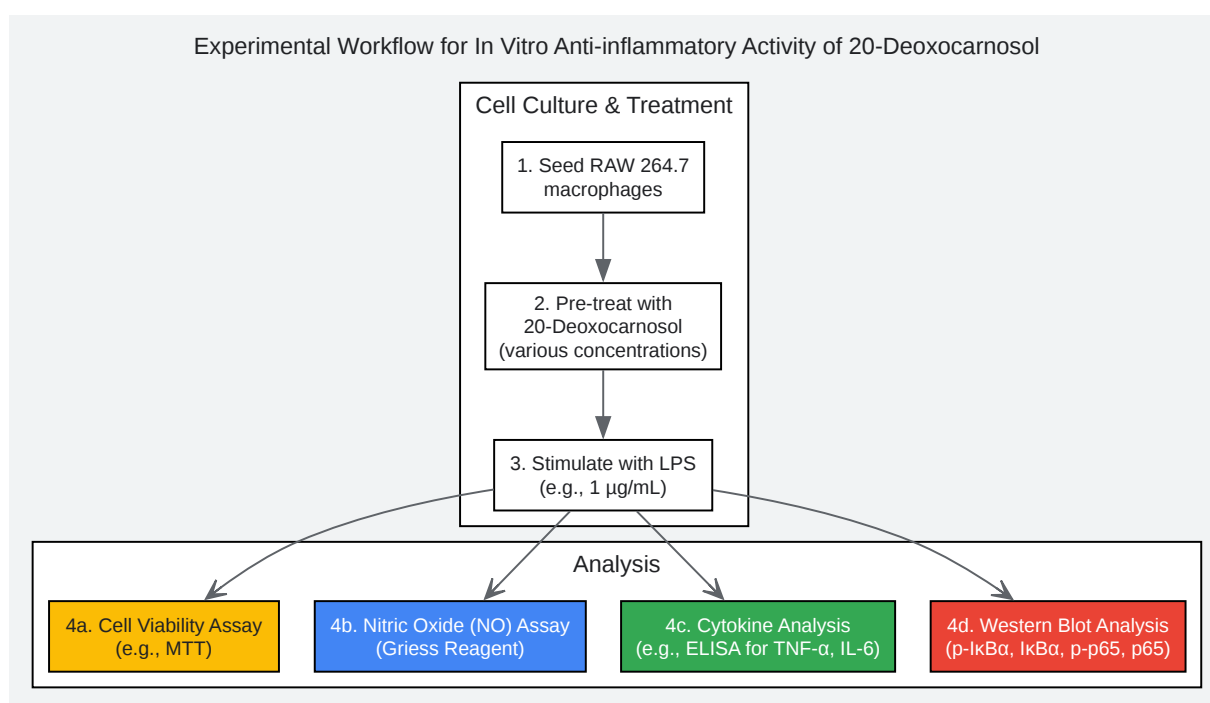 Experimental Workflow for In Vitro Anti-inflammatory Activity of 20-Deoxocarnosol
Cell Culture & Treatment
1. Seed RAW 264.7
macrophages
2. Pre-treat with
20-Deoxocarnosol
(various concentrations)
3. Stimulate with LPS
(e.g., 1 µg/mL)
Analysis
4a. Cell Viability Assay
(e.g., MTT)
4b. Nitric Oxide (NO) Assay
(Griess Reagent)
4c. Cytokine Analysis
(e.g., ELISA for TNF-α, IL-6)
4d. Western Blot Analysis
(p-IκBα, IκBα, p-p65, p65)